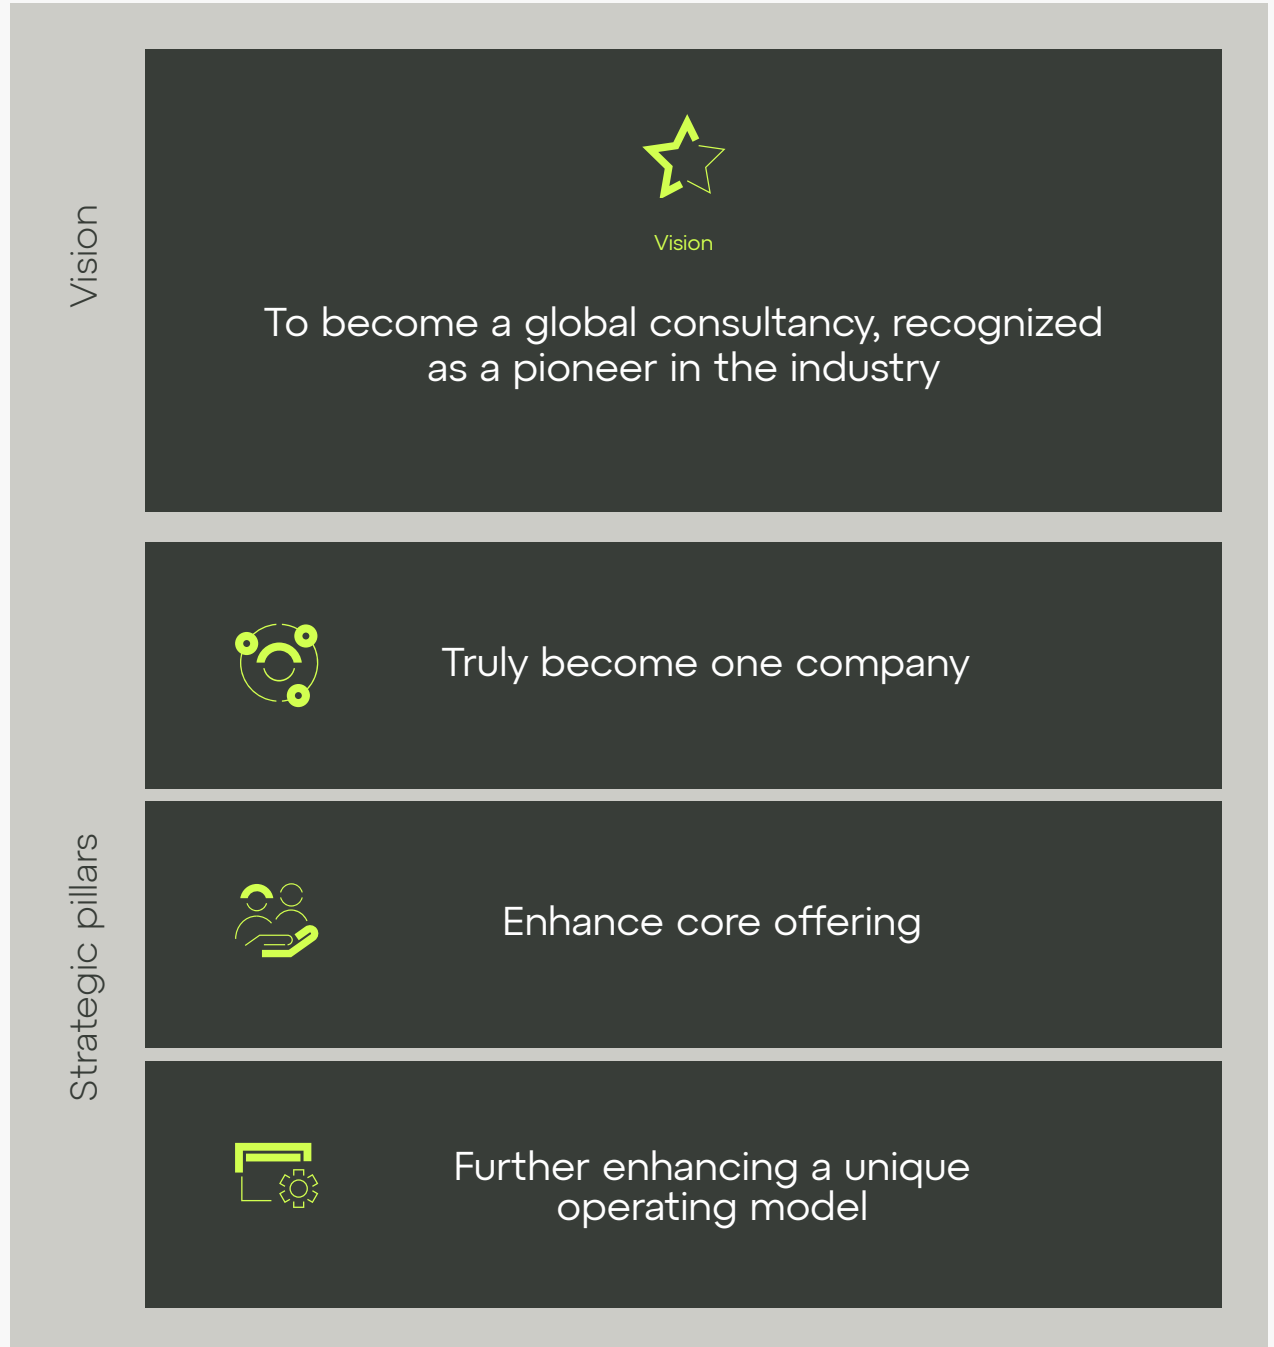 Vision
Vision
To become a global consultancy, recognized
as a pioneer in the industry
Strategic pillars
Truly become one company
Enhance core offering
Further enhancing a unique
operating model